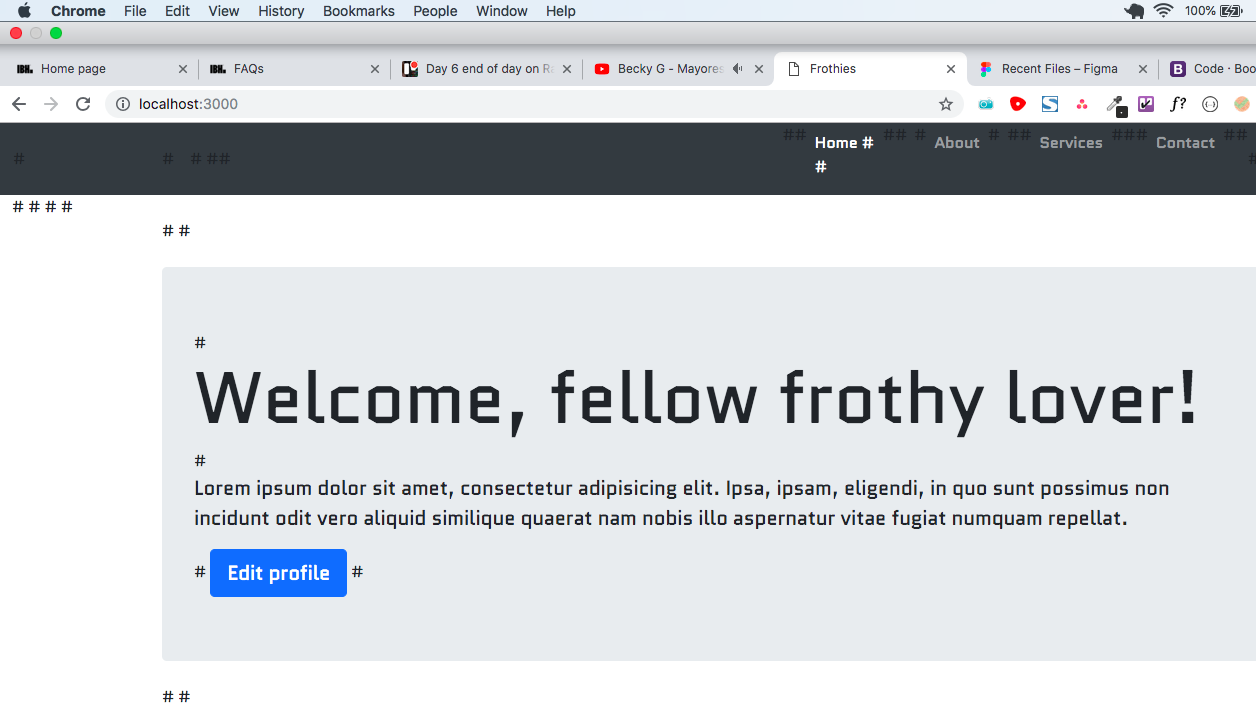 Chrome File Edit View History Bookmarks People Window Help 100%
IBH. Home page IBH. FAQs Day 6 end of day on Ra Becky G - Mayores Frothies Recent Files – Figma B Code · Boo
localhost:3000 f?
# # # # # # # Home # # # # About # # # Services # # # Contact # #
# #
# # # #
# #
#
Welcome, fellow frothy lover!
#
Lorem ipsum dolor sit amet, consectetur adipisicing elit. Ipsa, ipsam, eligendi, in quo sunt possimus non
incidunt odit vero aliquid similique quaerat nam nobis illo aspernatur vitae fugiat numquam repellat.
# Edit profile #
# #